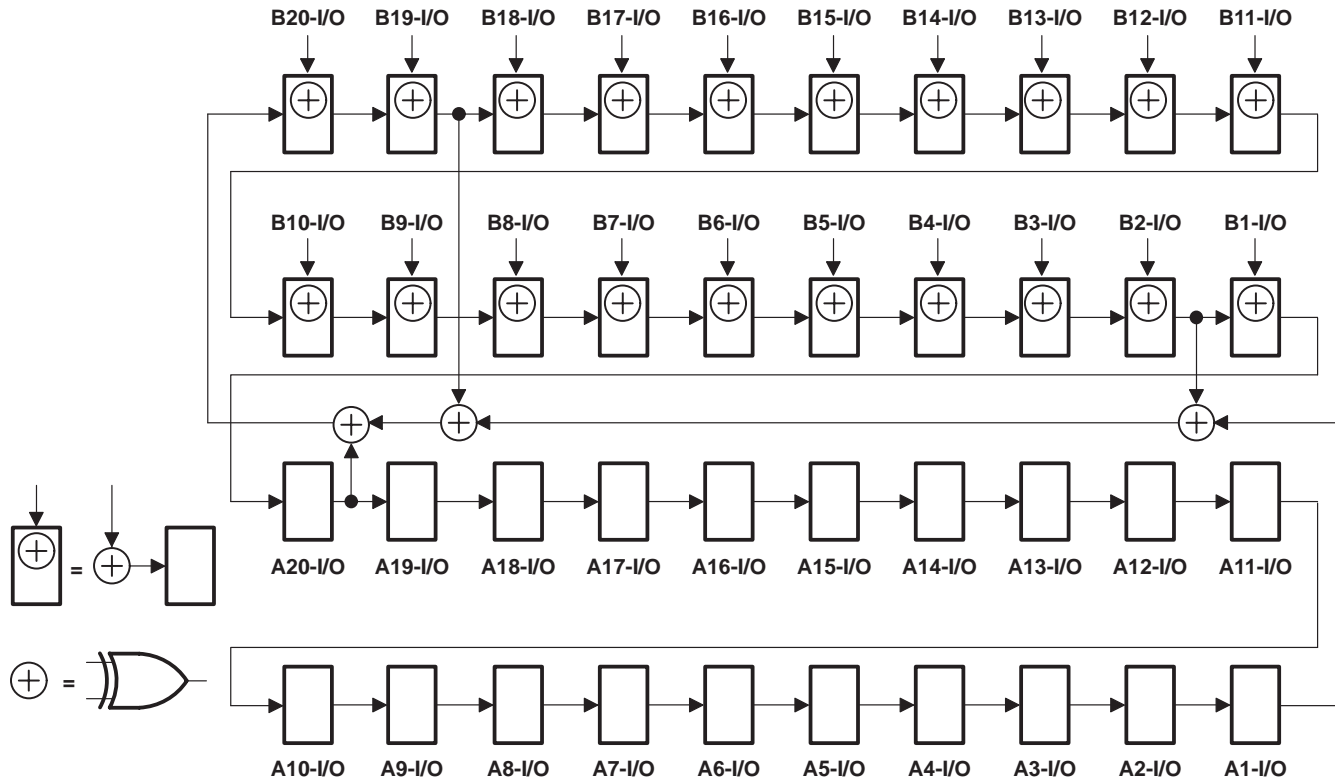 B20-I/O B19-I/O B18-I/O B17-I/O B16-I/O B15-I/O B14-I/O B13-I/O B12-I/O B11-I/O
B10-I/O B9-I/O B8-I/O B7-I/O B6-I/O B5-I/O B4-I/O B3-I/O B2-I/O B1-I/O
A20-I/O A19-I/O A18-I/O A17-I/O A16-I/O A15-I/O A14-I/O A13-I/O A12-I/O A11-I/O
=
=
A10-I/O A9-I/O A8-I/O A7-I/O A6-I/O A5-I/O A4-I/O A3-I/O A2-I/O A1-I/O